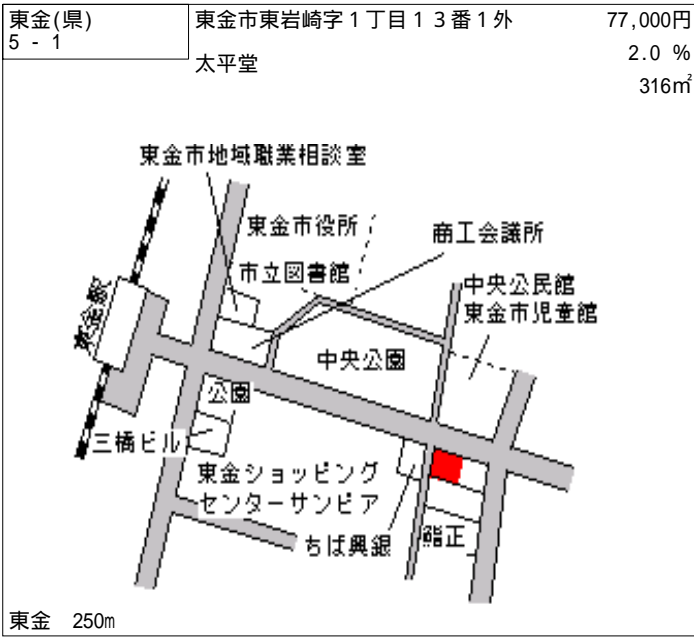 東金(県)
5 - 1
東金市東岩崎字1丁目13番1外
77,000円
太平堂
2.0 %
316㎡
東金市地域職業相談室
東金市役所
商工会議所
市立図書館
中央公民館
東金市児童館
東金駅
中央公園
公園
三橋ビル
東金ショッピング
センターサンピア
ちば興銀
鮨正
東金 250m